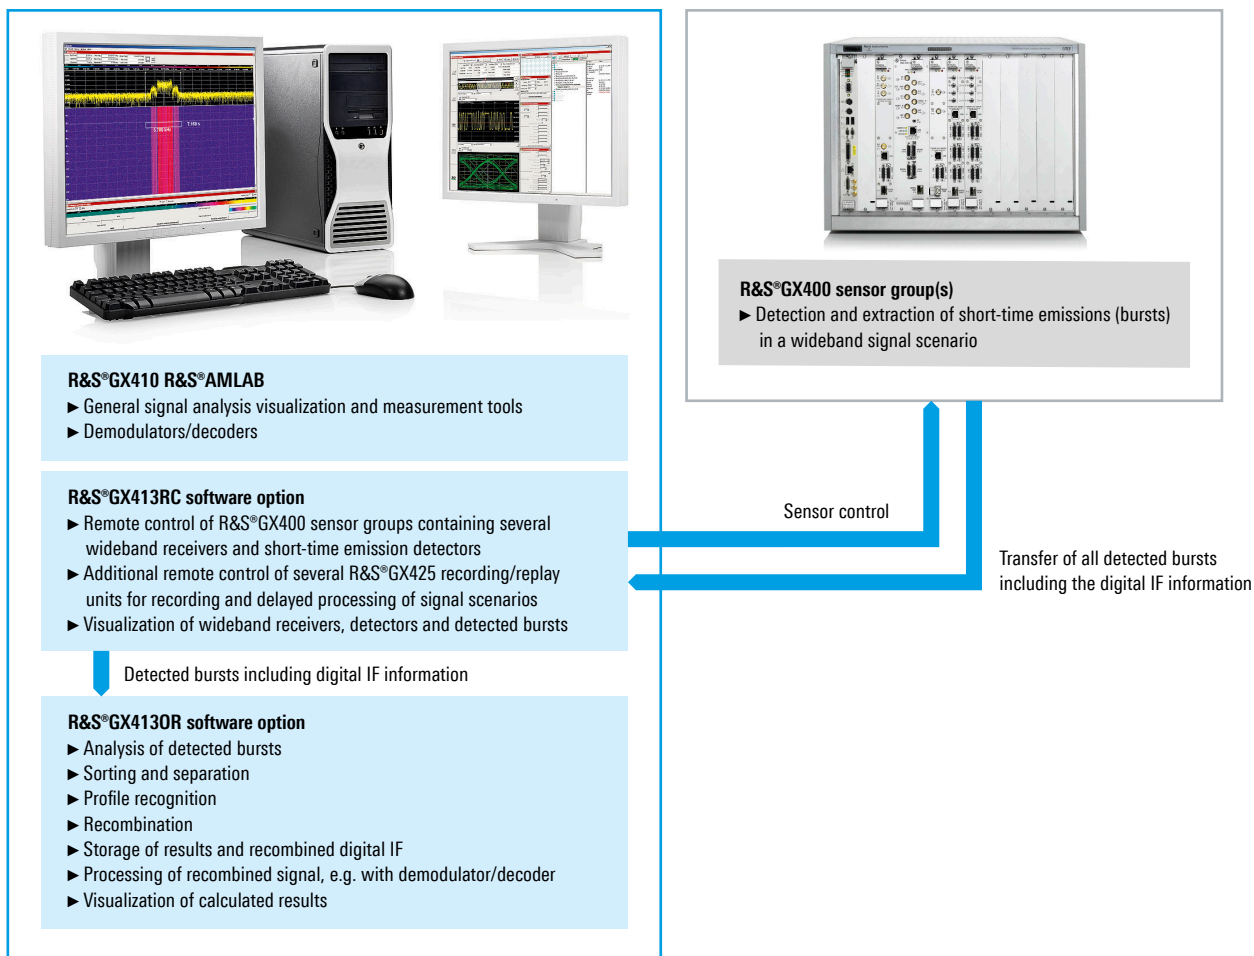 R&S®GX410 R&S®AMLAB
► General signal analysis visualization and measurement tools
► Demodulators/decoders
R&S®GX413RC software option
► Remote control of R&S®GX400 sensor groups containing several
wideband receivers and short-time emission detectors
► Additional remote control of several R&S®GX425 recording/replay
units for recording and delayed processing of signal scenarios
► Visualization of wideband receivers, detectors and detected bursts
Detected bursts including digital IF information
R&S®GX413OR software option
► Analysis of detected bursts
► Sorting and separation
► Profile recognition
► Recombination
► Storage of results and recombined digital IF
► Processing of recombined signal, e.g. with demodulator/decoder
► Visualization of calculated results
R&S®GX400 sensor group(s)
► Detection and extraction of short-time emissions (bursts)
in a wideband signal scenario
Sensor control
Transfer of all detected bursts
including the digital IF information